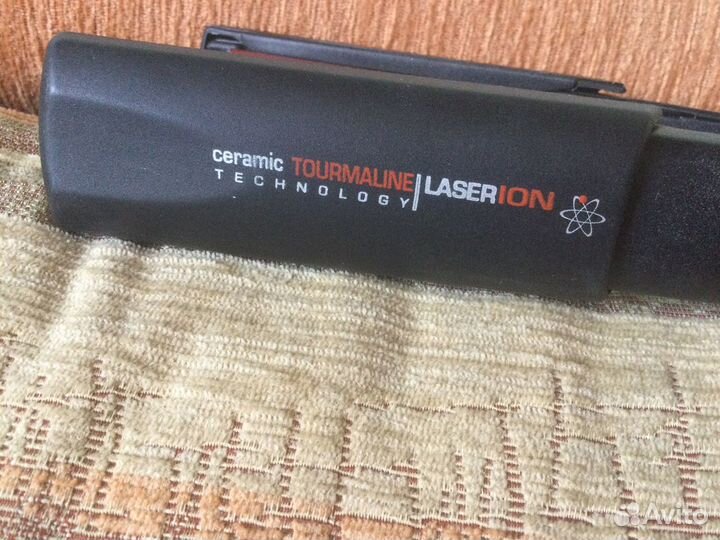 ceramic TOURMALINE
TECHNOLOGY
LASERION
Avito